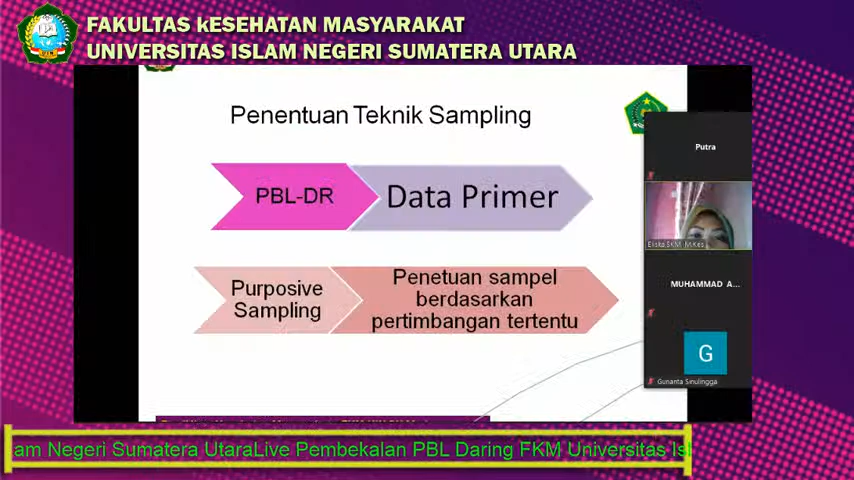 FAKULTAS kESEHATAN MASYARAKAT
UNIVERSITAS ISLAM NEGERI SUMATERA UTARA
Penentuan Teknik Sampling
PBL-DR
Data Primer
Purposive
Sampling
Penetuan sampel
berdasarkan
pertimbangan tertentu
Putra
Eliska,SKM.,M.Kes
MUHAMMAD A...
G
Gunanta Sinulingga
am Negeri Sumatera UtaraLive Pembekalan PBL Daring FKM Universitas Isl